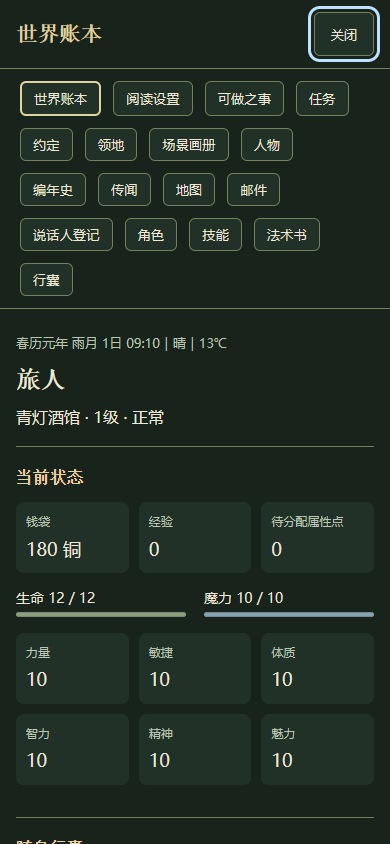 世界账本
关闭
世界账本 阅读设置 可做之事 任务
约定 领地 场景画册 人物
编年史 传闻 地图 邮件
说话人登记 角色 技能 法术书
行囊
春历元年 雨月 1日 09:10 | 晴 | 13℃
旅人
青灯酒馆 · 1级 · 正常
当前状态
钱袋 经验 待分配属性点
180 铜 0 0
生命 12 / 12 魔力 10 / 10
力量 敏捷 体质
10 10 10
智力 精神 魅力
10 10 10